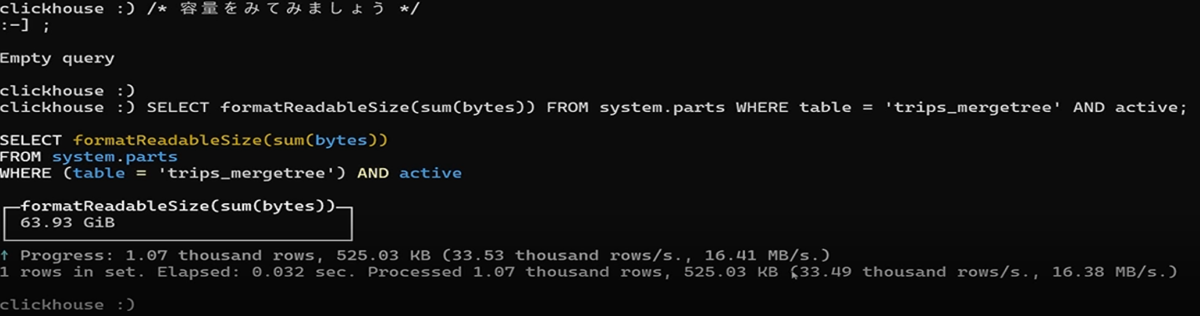 clickhouse :) /* 容量をみてみましょう */
:-] ;
Empty query
clickhouse :)
clickhouse :) SELECT formatReadableSize(sum(bytes)) FROM system.parts WHERE table = 'trips_mergetree' AND active;
SELECT formatReadableSize(sum(bytes))
FROM system.parts
WHERE (table = 'trips_mergetree') AND active
formatReadableSize(sum(bytes))
63.93 GiB
↑ Progress: 1.07 thousand rows, 525.03 KB (33.53 thousand rows/s., 16.41 MB/s.)
1 rows in set. Elapsed: 0.032 sec. Processed 1.07 thousand rows, 525.03 KB (33.49 thousand rows/s., 16.38 MB/s.)
clickhouse :)